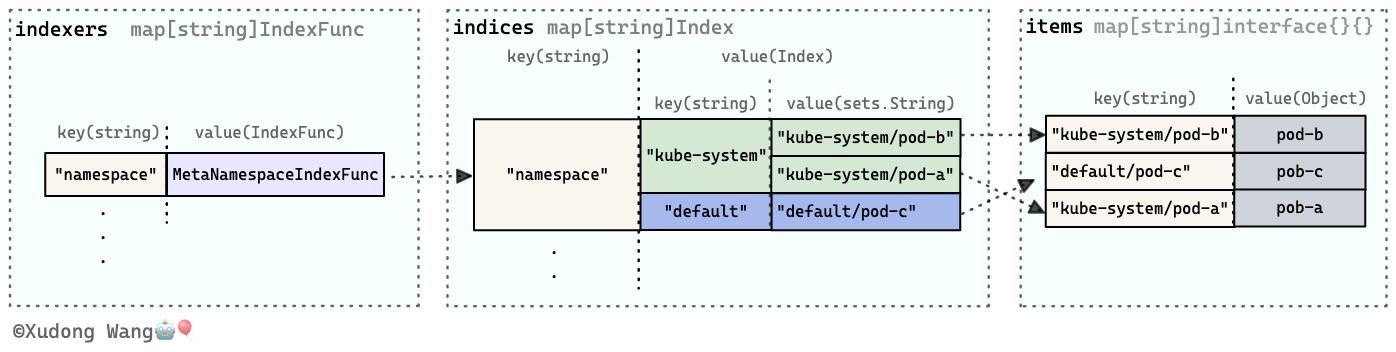 indexers map[string]IndexFunc
key(string) value(IndexFunc)
"namespace" MetaNamespaceIndexFunc
indices map[string]Index
key(string) value(Index)
key(string) value(sets.String)
"namespace" "kube-system" "kube-system/pod-b"
"kube-system/pod-a"
"default" "default/pod-c"
items map[string]interface{}{}
key(string) value(Object)
"kube-system/pod-b" pod-b
"default/pod-c" pob-c
"kube-system/pod-a" pob-a
©Xudong Wang🤖🎈